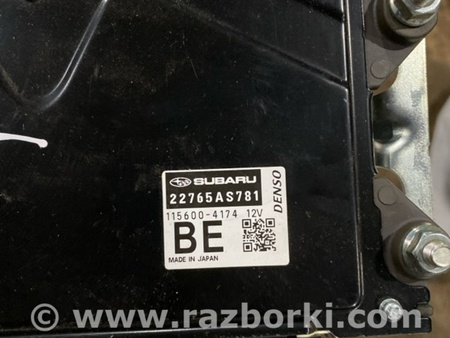 SUBARU
22765AS781
115600-4174 12V
BE
MADE IN JAPAN
DENSO
© www.razborki.com/